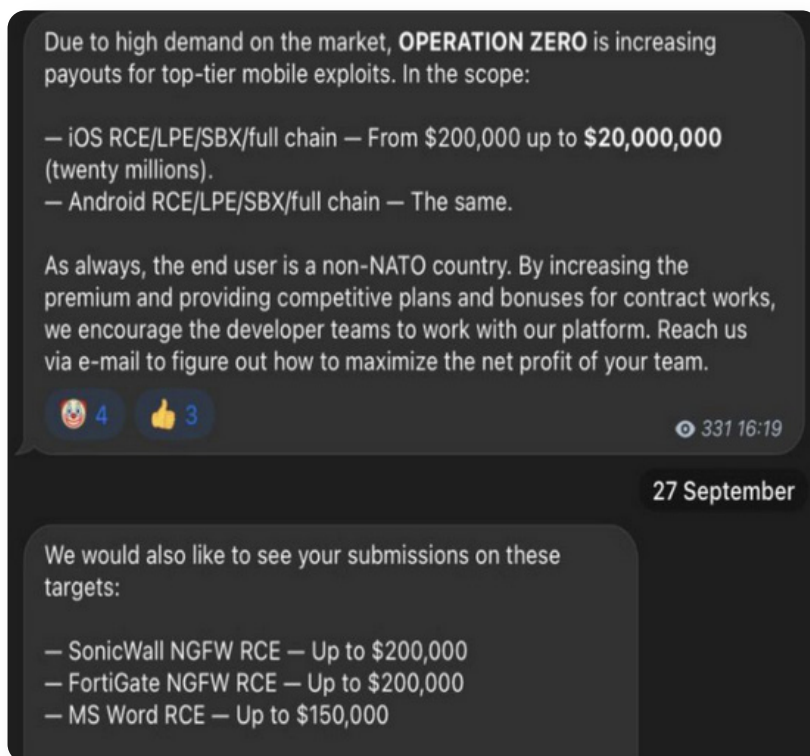 Due to high demand on the market, OPERATION ZERO is increasing
payouts for top-tier mobile exploits. In the scope:
— iOS RCE/LPE/SBX/full chain — From $200,000 up to $20,000,000
(twenty millions).
— Android RCE/LPE/SBX/full chain — The same.
As always, the end user is a non-NATO country. By increasing the
premium and providing competitive plans and bonuses for contract works,
we encourage the developer teams to work with our platform. Reach us
via e-mail to figure out how to maximize the net profit of your team.
🤡 4 👍 3
331 16:19
27 September
We would also like to see your submissions on these
targets:
— SonicWall NGFW RCE — Up to $200,000
— FortiGate NGFW RCE — Up to $200,000
— MS Word RCE — Up to $150,000